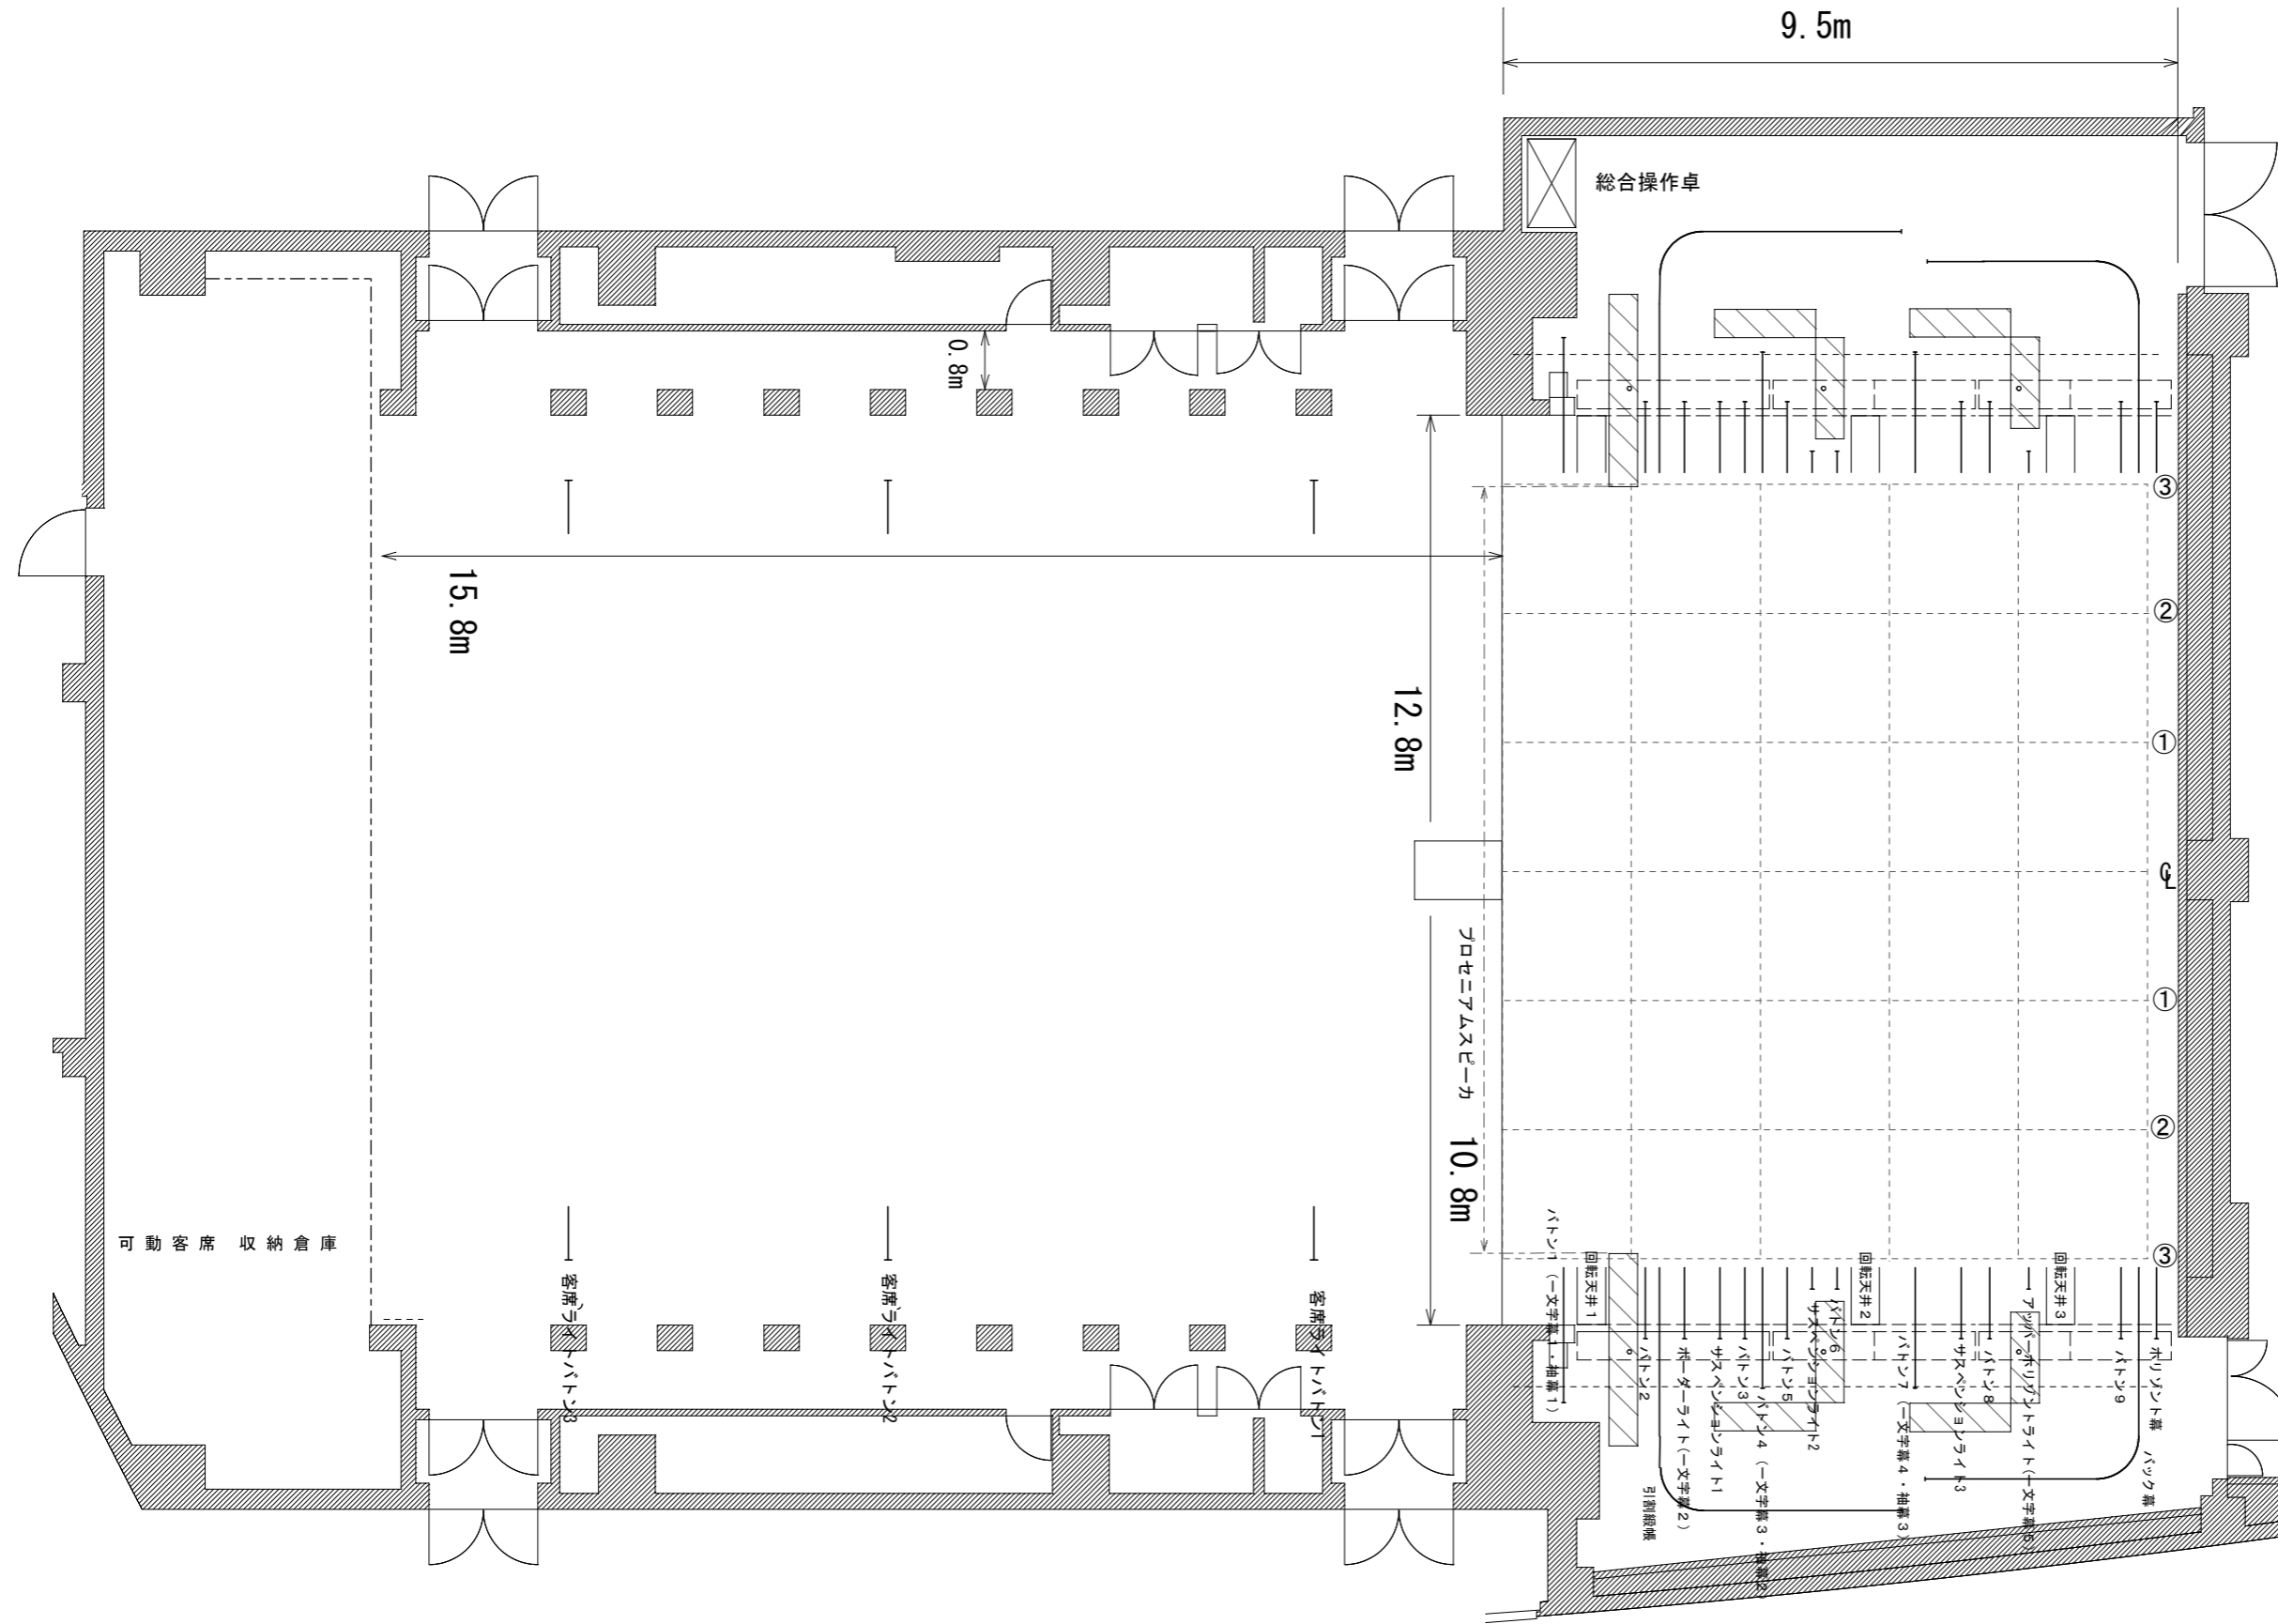 9.5m
総合操作卓
0.8m
15.8m
12.8m
10.8m
プロセニアムスピーカ
③
②
①
CL
①
②
③
可動客席 収納倉庫
客席ライトバトン3
客席ライトバトン2
客席ライトバトン1
バトン1 (一文字幕1・袖幕1)
回転天井1
バトン2
引割緞帳
ボーダーライト(一文字幕2)
サスペンションライト1
バトン3
バトン4 (一文字幕3・袖幕2)
バトン5
サスペンションライト2
バトン6
回転天井2
バトン7 (一文字幕4・袖幕3)
サスペンションライト3
バトン8
アッパーホリゾントライト(一文字幕5)
回転天井3
バトン9
バック幕
ホリゾント幕